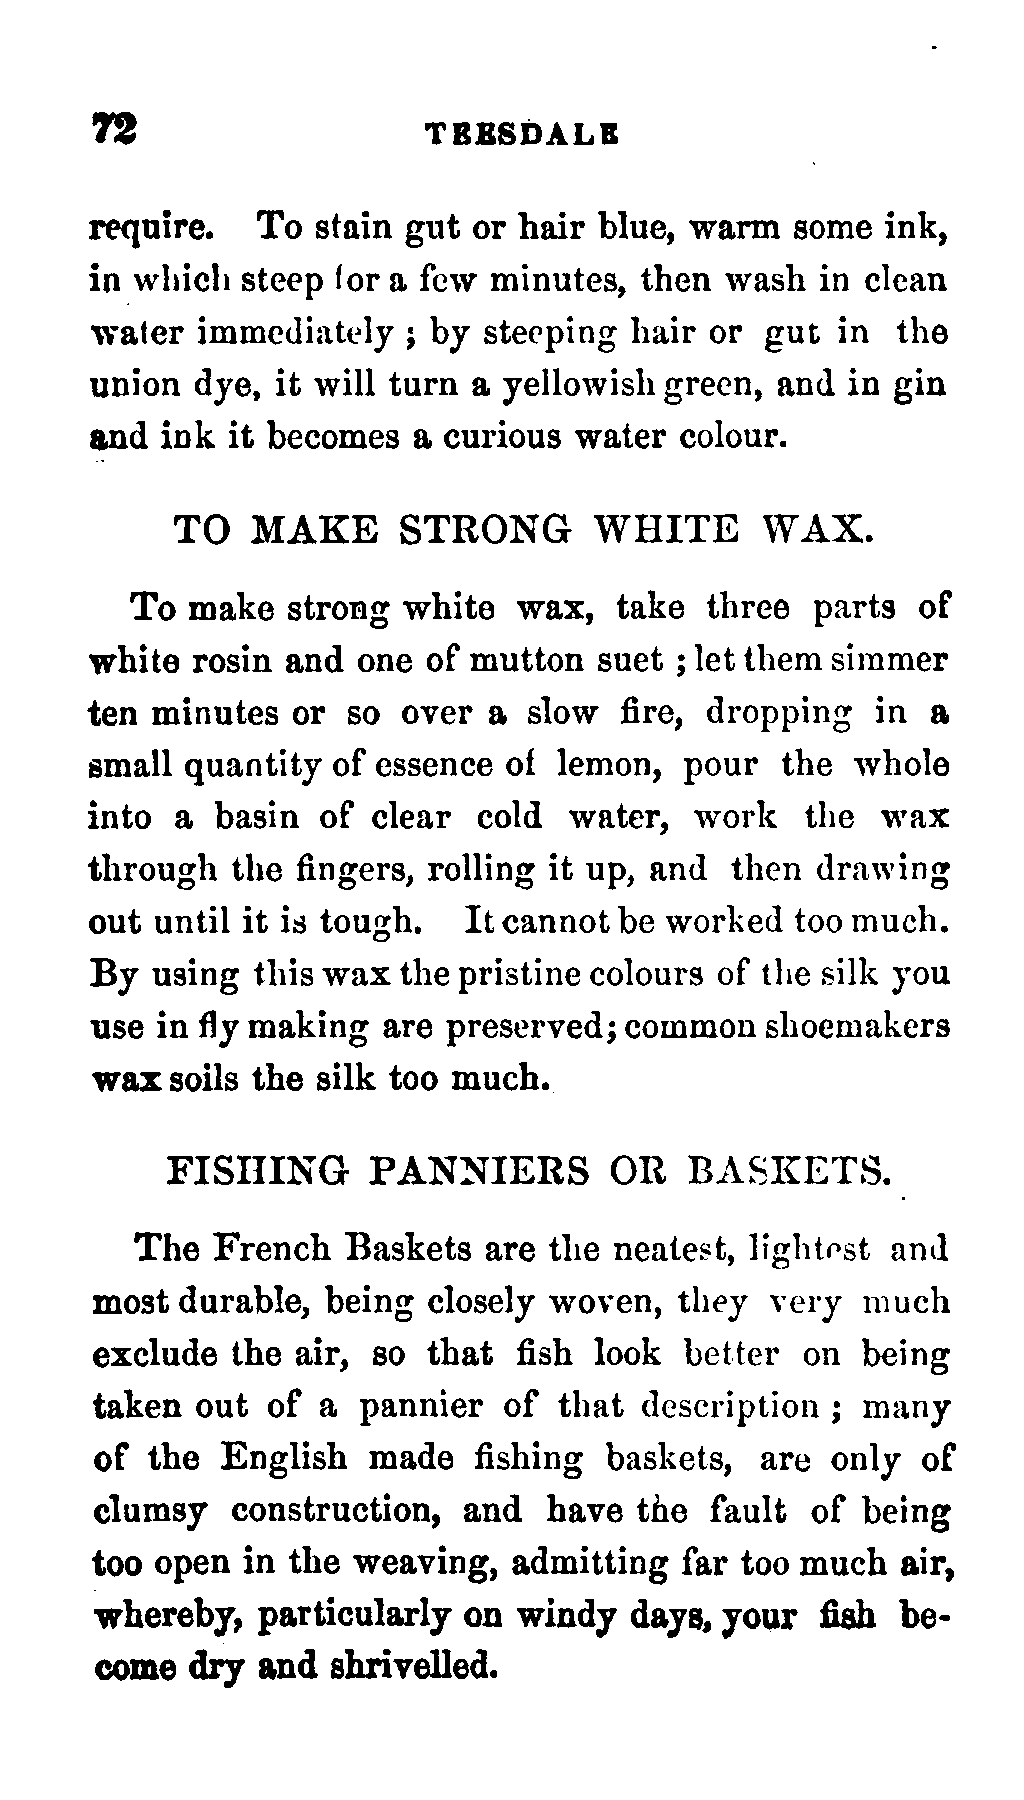 72 TEESDALE
require. To stain gut or hair blue, warm some ink,
in which steep for a few minutes, then wash in clean
water immediately ; by steeping hair or gut in the
union dye, it will turn a yellowish green, and in gin
and ink it becomes a curious water colour.
TO MAKE STRONG WHITE WAX.
To make strong white wax, take three parts of
white rosin and one of mutton suet ; let them simmer
ten minutes or so over a slow fire, dropping in a
small quantity of essence of lemon, pour the whole
into a basin of clear cold water, work the wax
through the fingers, rolling it up, and then drawing
out until it is tough. It cannot be worked too much.
By using this wax the pristine colours of the silk you
use in fly making are preserved; common shoemakers
wax soils the silk too much.
FISHING PANNIERS OR BASKETS.
The French Baskets are the neatest, lightest and
most durable, being closely woven, they very much
exclude the air, so that fish look better on being
taken out of a pannier of that description ; many
of the English made fishing baskets, are only of
clumsy construction, and have the fault of being
too open in the weaving, admitting far too much air,
whereby, particularly on windy days, your fish be-
come dry and shrivelled.